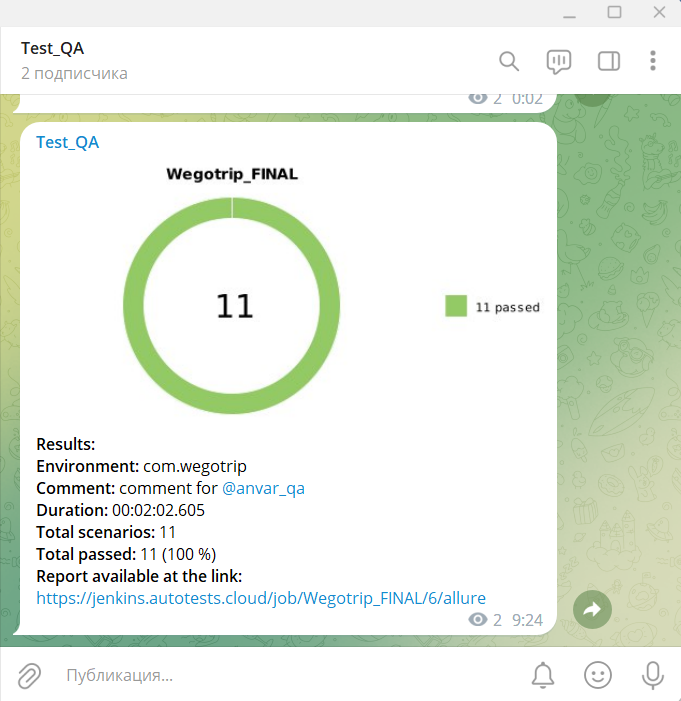 Test_QA
2 подписчика
2 0:02
Test_QA
Wegotrip_FINAL
11
11 passed
Results:
Environment: com.wegotrip
Comment: comment for @anvar_qa
Duration: 00:02:02.605
Total scenarios: 11
Total passed: 11 (100 %)
Report available at the link:
https://jenkins.autotests.cloud/job/Wegotrip_FINAL/6/allure
2 9:24
Публикация...